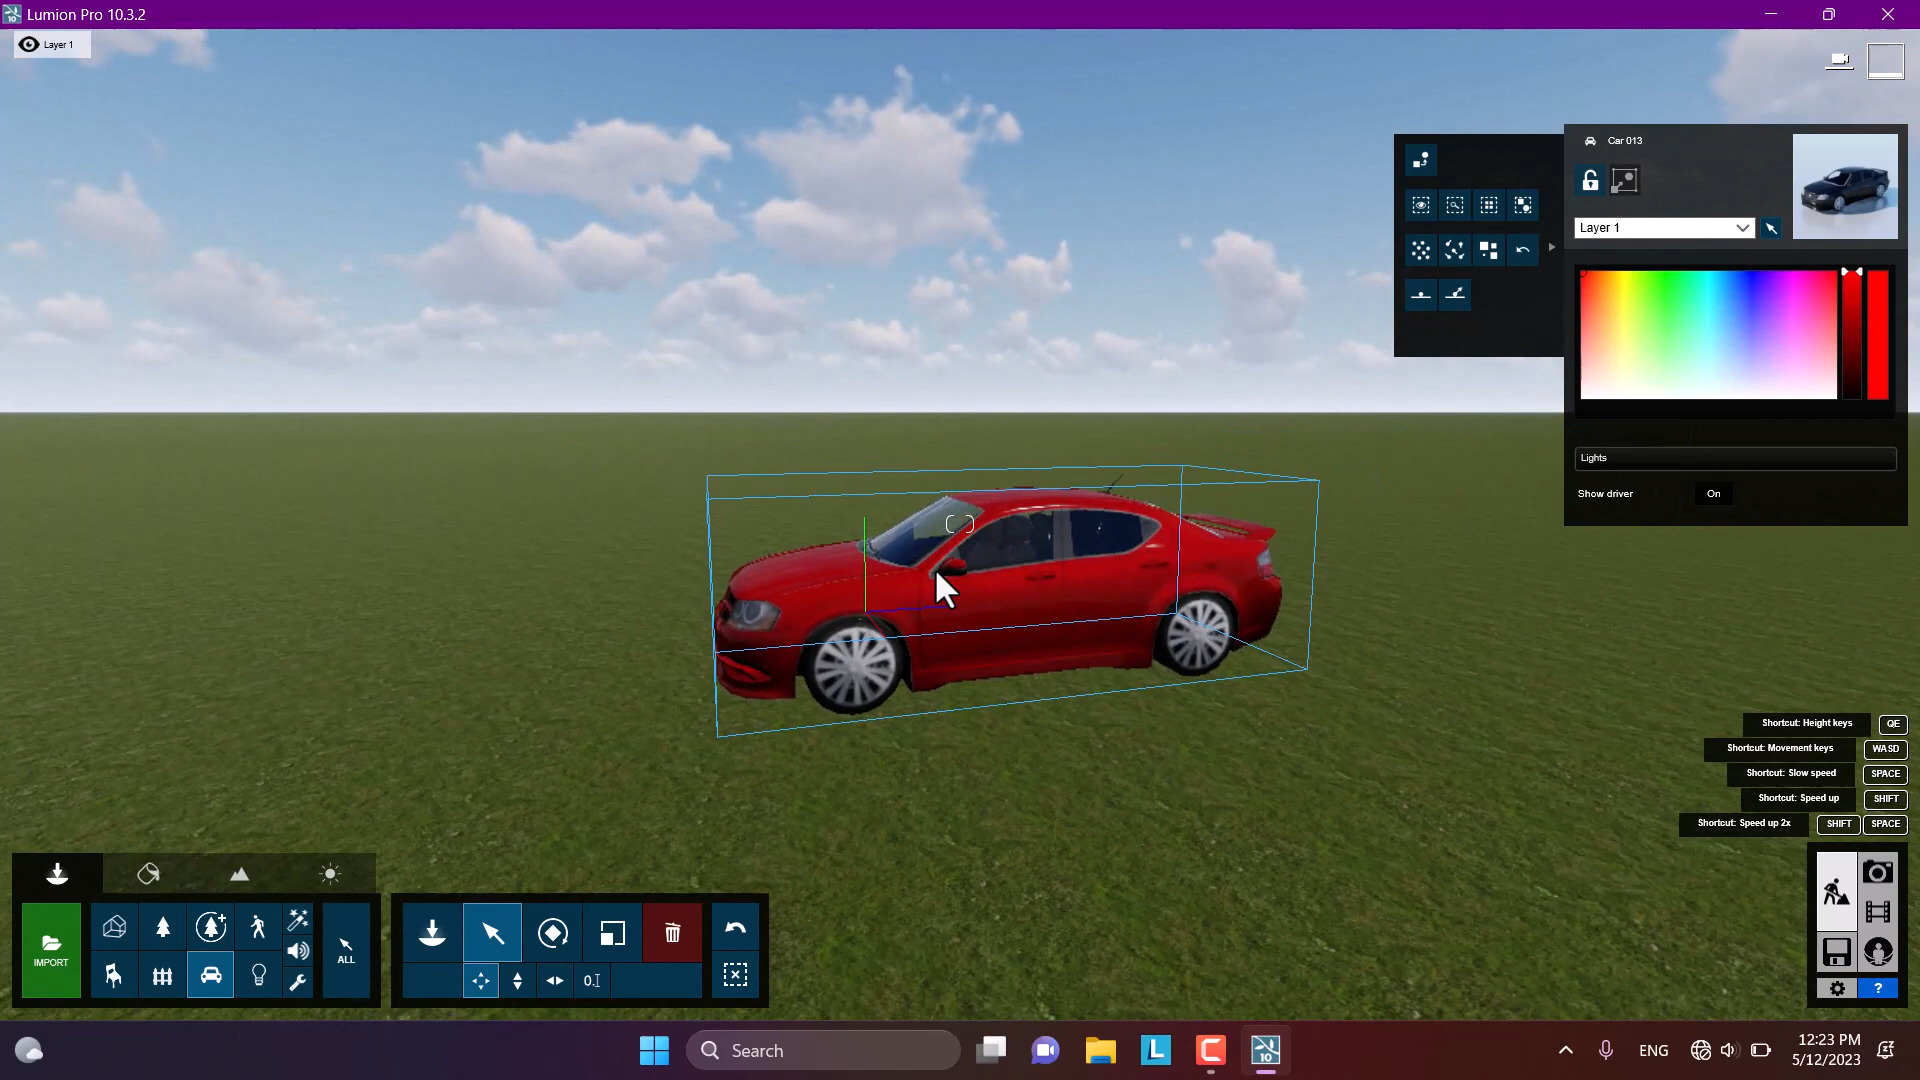 Lumion Pro 10.3.2
Layer 1
Car 013
Layer 1
Lights
Show driver On
Shortcut: Height keys QE
Shortcut: Movement keys WASD
Shortcut: Slow speed SPACE
Shortcut: Speed up SHIFT
Shortcut: Speed up 2x SHIFT SPACE
IMPORT
ALL
0.
?
Search
L
10
ENG
12:23 PM
5/12/2023